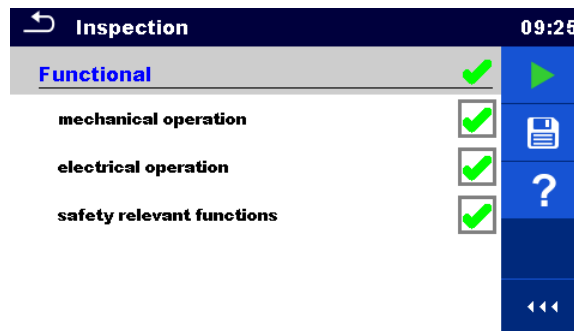 Inspection 09:25
Functional
mechanical operation
electrical operation
safety relevant functions
?